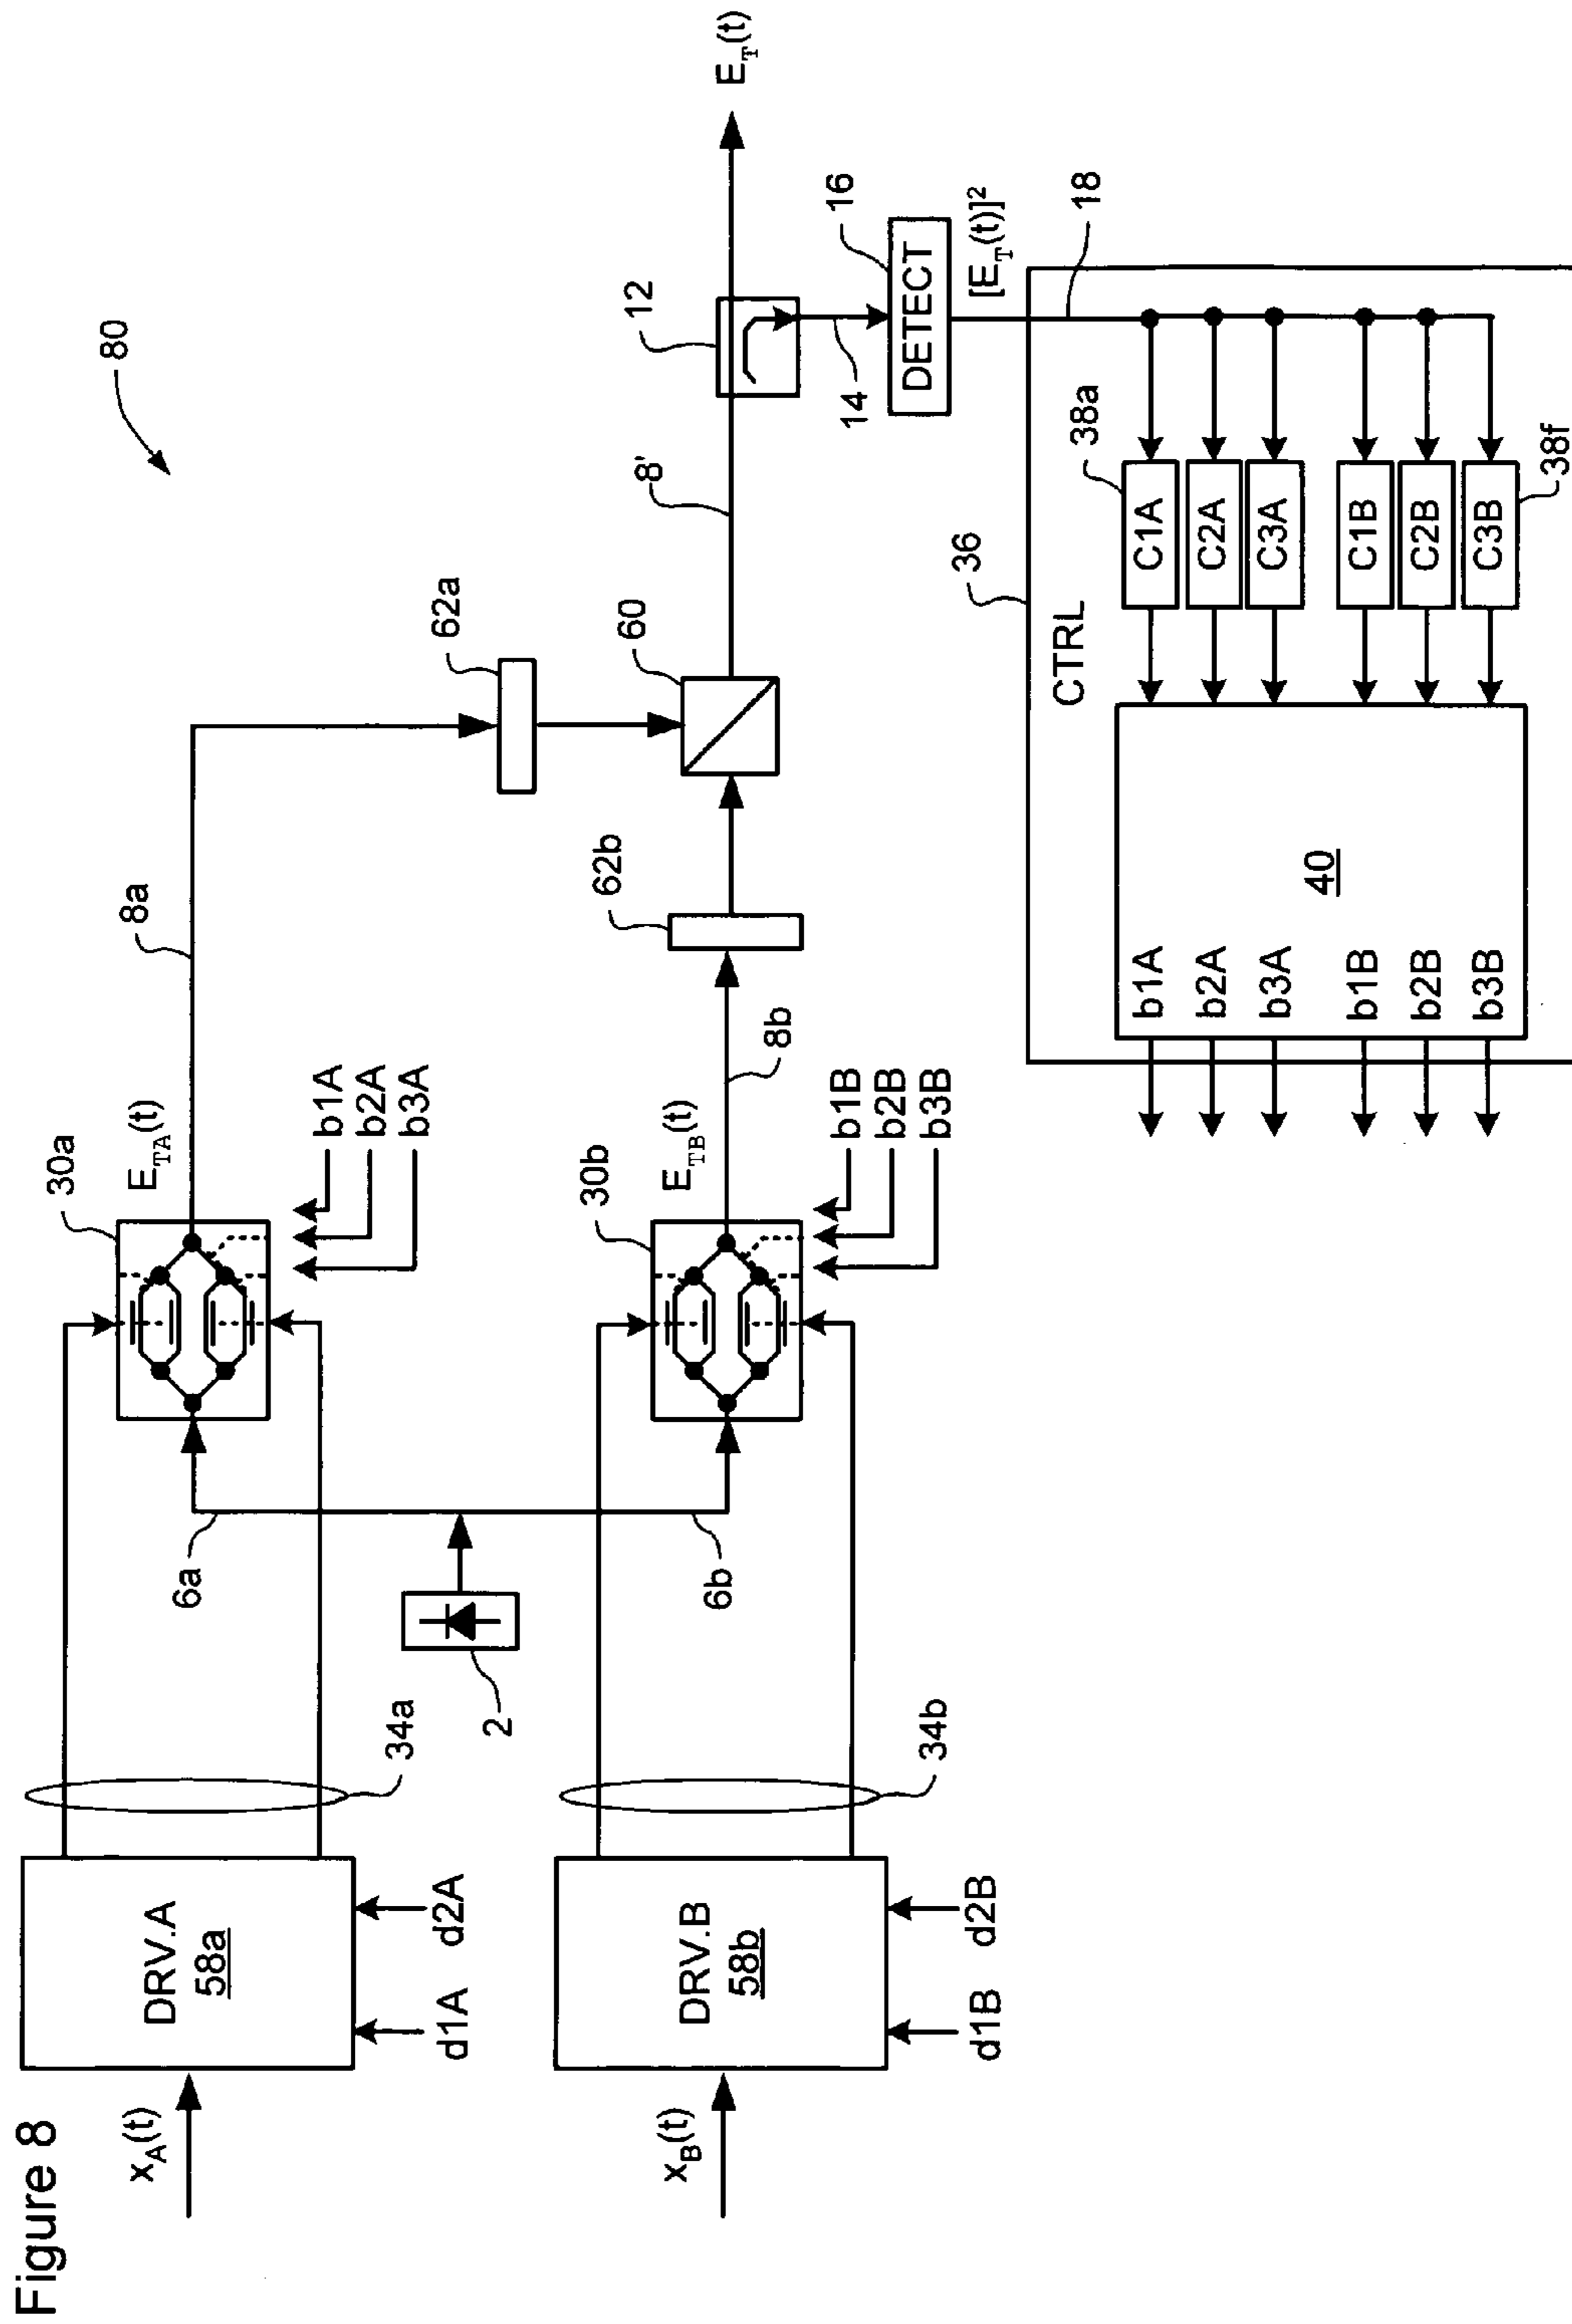 Figure 8
80
x_A(t)
DRV.A
58a
d1A
d2A
34a
6a
30a
E_TA(t)
b1A
b2A
b3A
8a
62a
2
x_B(t)
DRV.B
58b
d1B
d2B
34b
6b
30b
E_TB(t)
b1B
b2B
b3B
8b
62b
60
8'
12
E_T(t)
14
DETECT
16
[E_T(t)]²
18
36
CTRL
40
b1A
b2A
b3A
b1B
b2B
b3B
C1A
C2A
C3A
C1B
C2B
C3B
38a
38f